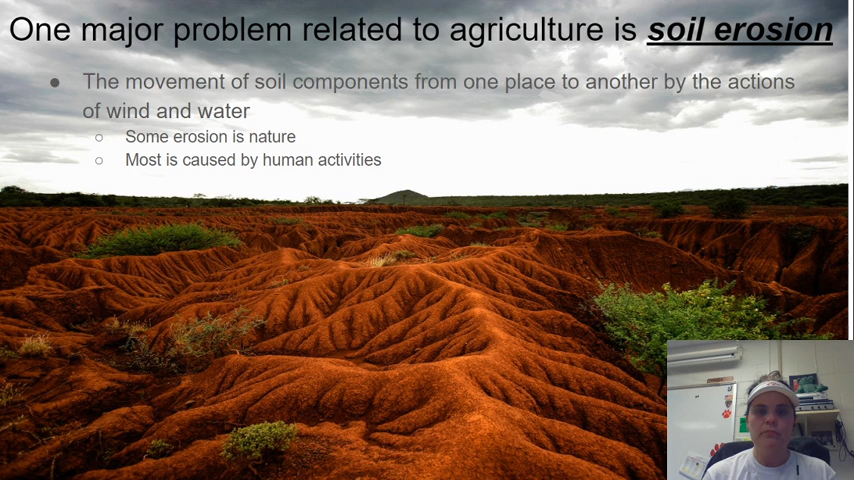 One major problem related to agriculture is soil erosion
● The movement of soil components from one place to another by the actions
of wind and water
○ Some erosion is nature
○ Most is caused by human activities